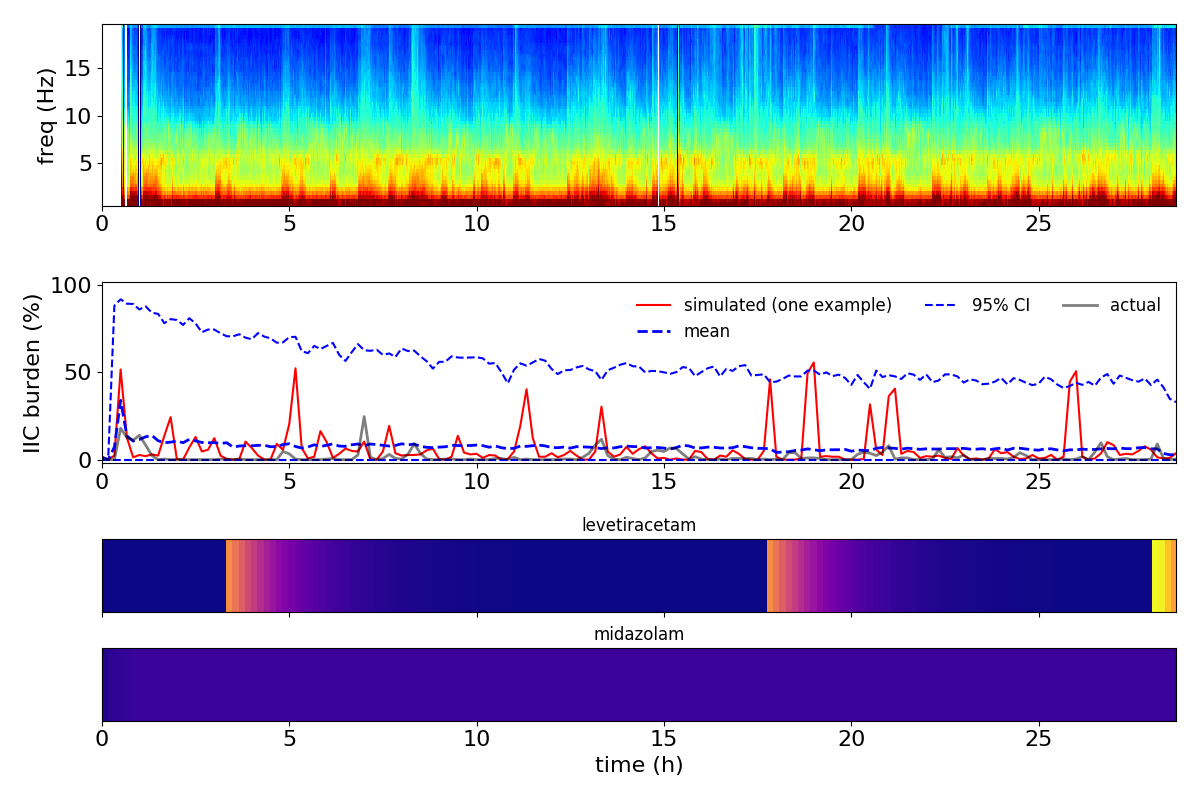 freq (Hz)
15
10
5
0 5 10 15 20 25
IIC burden (%)
100
50
0
simulated (one example)
mean
95% CI
actual
0 5 10 15 20 25
levetiracetam
midazolam
0 5 10 15 20 25
time (h)